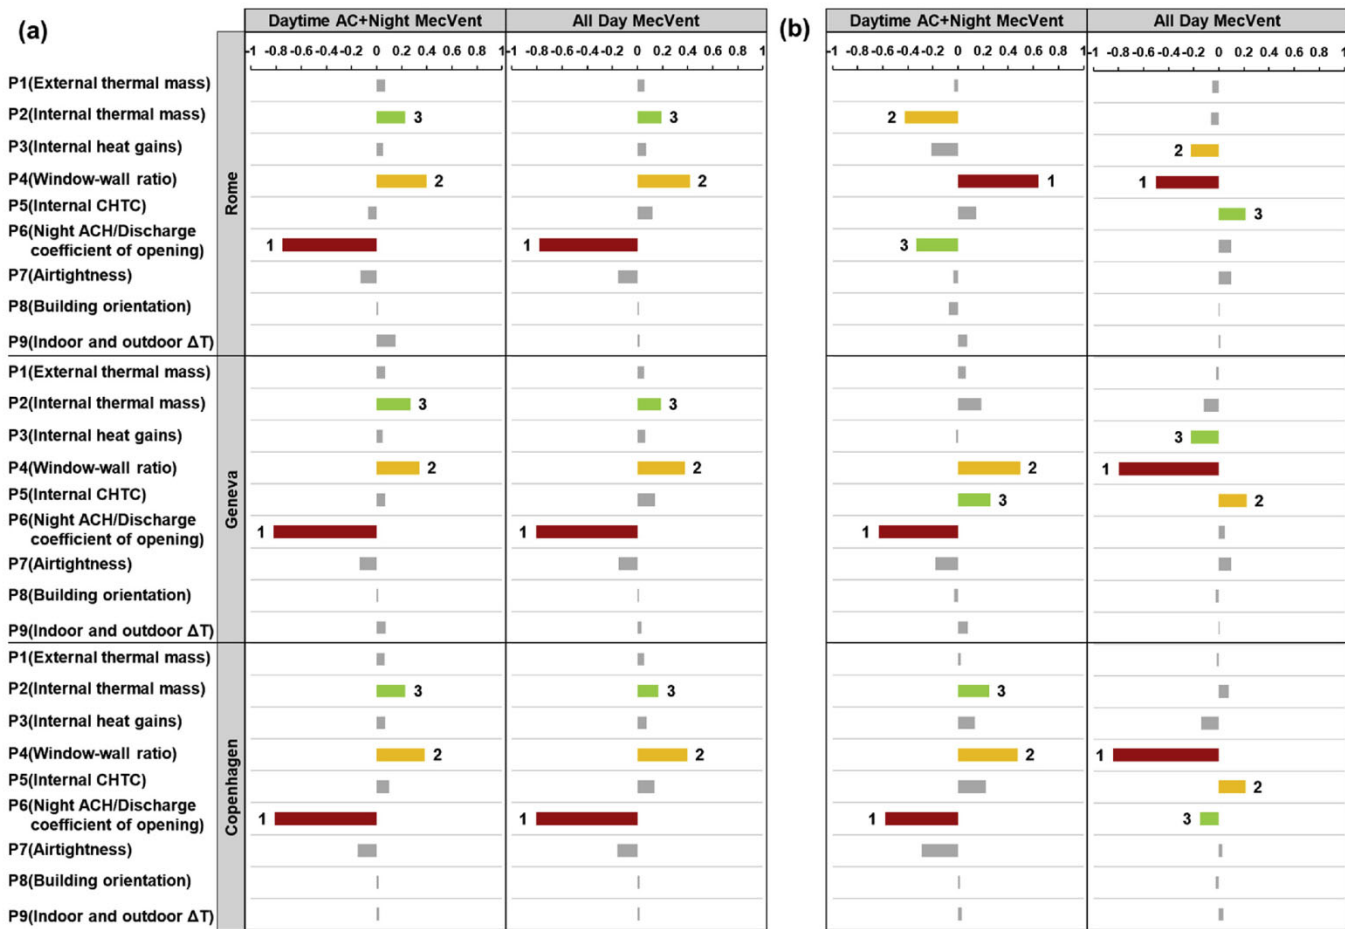 (a)
Daytime AC+Night MecVent
All Day MecVent
(b)
Daytime AC+Night MecVent
All Day MecVent
-1 -0.8 -0.6 -0.4 -0.2 0 0.2 0.4 0.6 0.8 1
-1 -0.8 -0.6 -0.4 -0.2 0 0.2 0.4 0.6 0.8 1
-1 -0.8 -0.6 -0.4 -0.2 0 0.2 0.4 0.6 0.8 1
-1 -0.8 -0.6 -0.4 -0.2 0 0.2 0.4 0.6 0.8 1
Rome
P1(External thermal mass)
P2(Internal thermal mass) 3 3 2
P3(Internal heat gains) 2
P4(Window-wall ratio) 2 2 1 1
P5(Internal CHTC) 3
P6(Night ACH/Discharge
coefficient of opening) 1 1 3
P7(Airtightness)
P8(Building orientation)
P9(Indoor and outdoor ΔT)
Geneva
P1(External thermal mass)
P2(Internal thermal mass) 3 3
P3(Internal heat gains) 3
P4(Window-wall ratio) 2 2 2 1
P5(Internal CHTC) 3 2
P6(Night ACH/Discharge
coefficient of opening) 1 1 1
P7(Airtightness)
P8(Building orientation)
P9(Indoor and outdoor ΔT)
Copenhagen
P1(External thermal mass)
P2(Internal thermal mass) 3 3 3
P3(Internal heat gains)
P4(Window-wall ratio) 2 2 2 1
P5(Internal CHTC) 2
P6(Night ACH/Discharge
coefficient of opening) 1 1 1 3
P7(Airtightness)
P8(Building orientation)
P9(Indoor and outdoor ΔT)